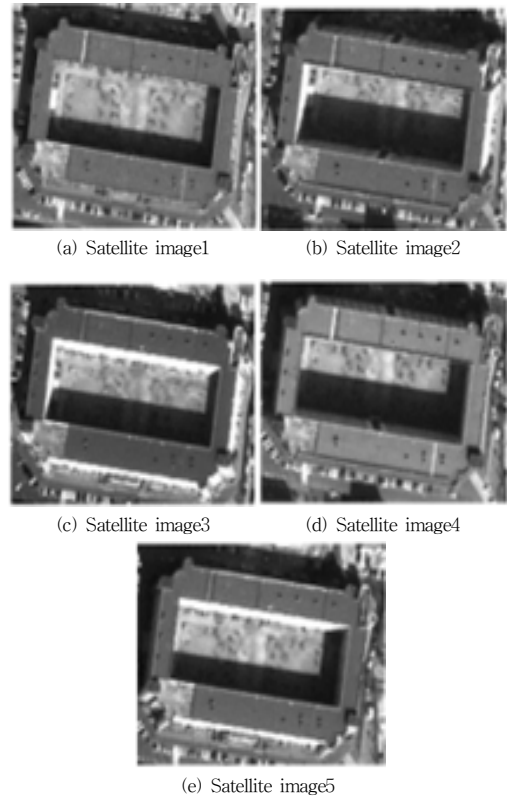 (a) Satellite image1
(b) Satellite image2
(c) Satellite image3
(d) Satellite image4
(e) Satellite image5